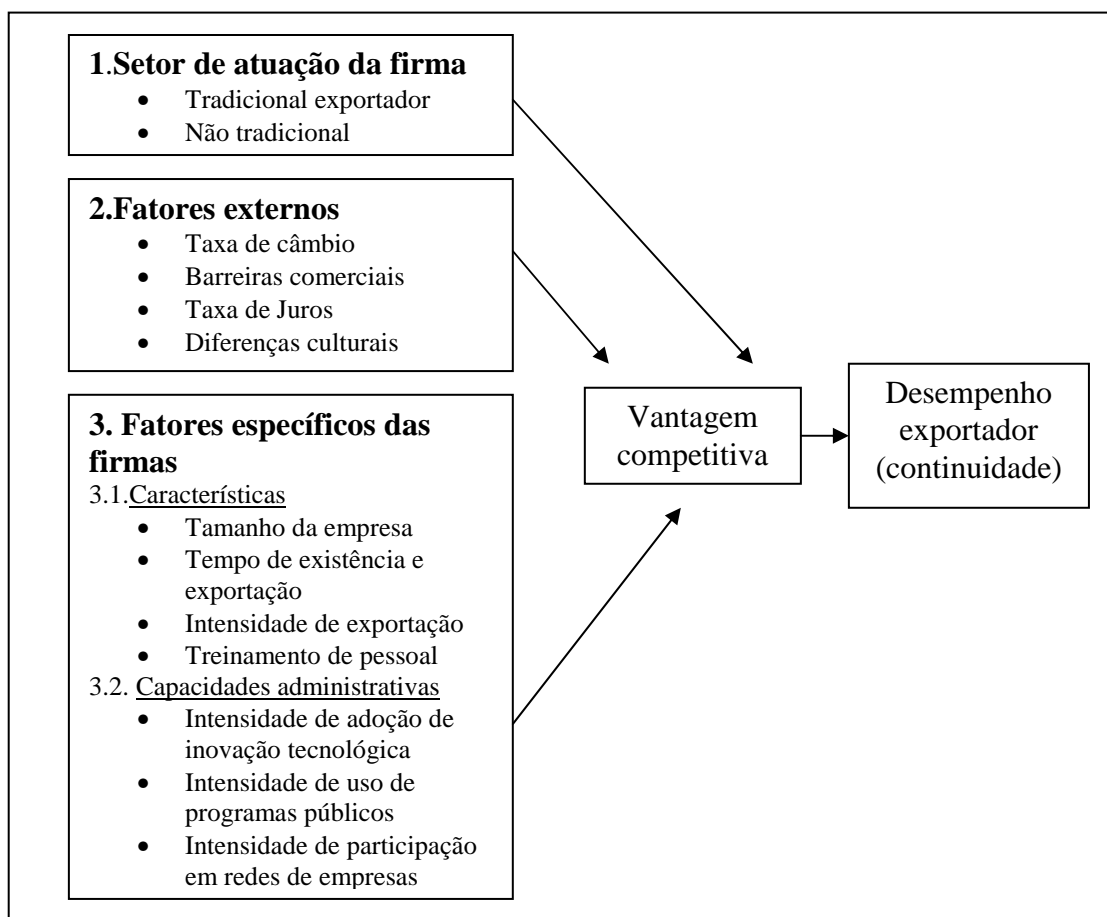 1.Setor de atuação da firma
• Tradicional exportador
• Não tradicional
2.Fatores externos
• Taxa de câmbio
• Barreiras comerciais
• Taxa de Juros
• Diferenças culturais
3. Fatores específicos das
firmas
3.1.Características
• Tamanho da empresa
• Tempo de existência e
exportação
• Intensidade de exportação
• Treinamento de pessoal
3.2. Capacidades administrativas
• Intensidade de adoção de
inovação tecnológica
• Intensidade de uso de
programas públicos
• Intensidade de participação
em redes de empresas
Vantagem
competitiva
Desempenho
exportador
(continuidade)